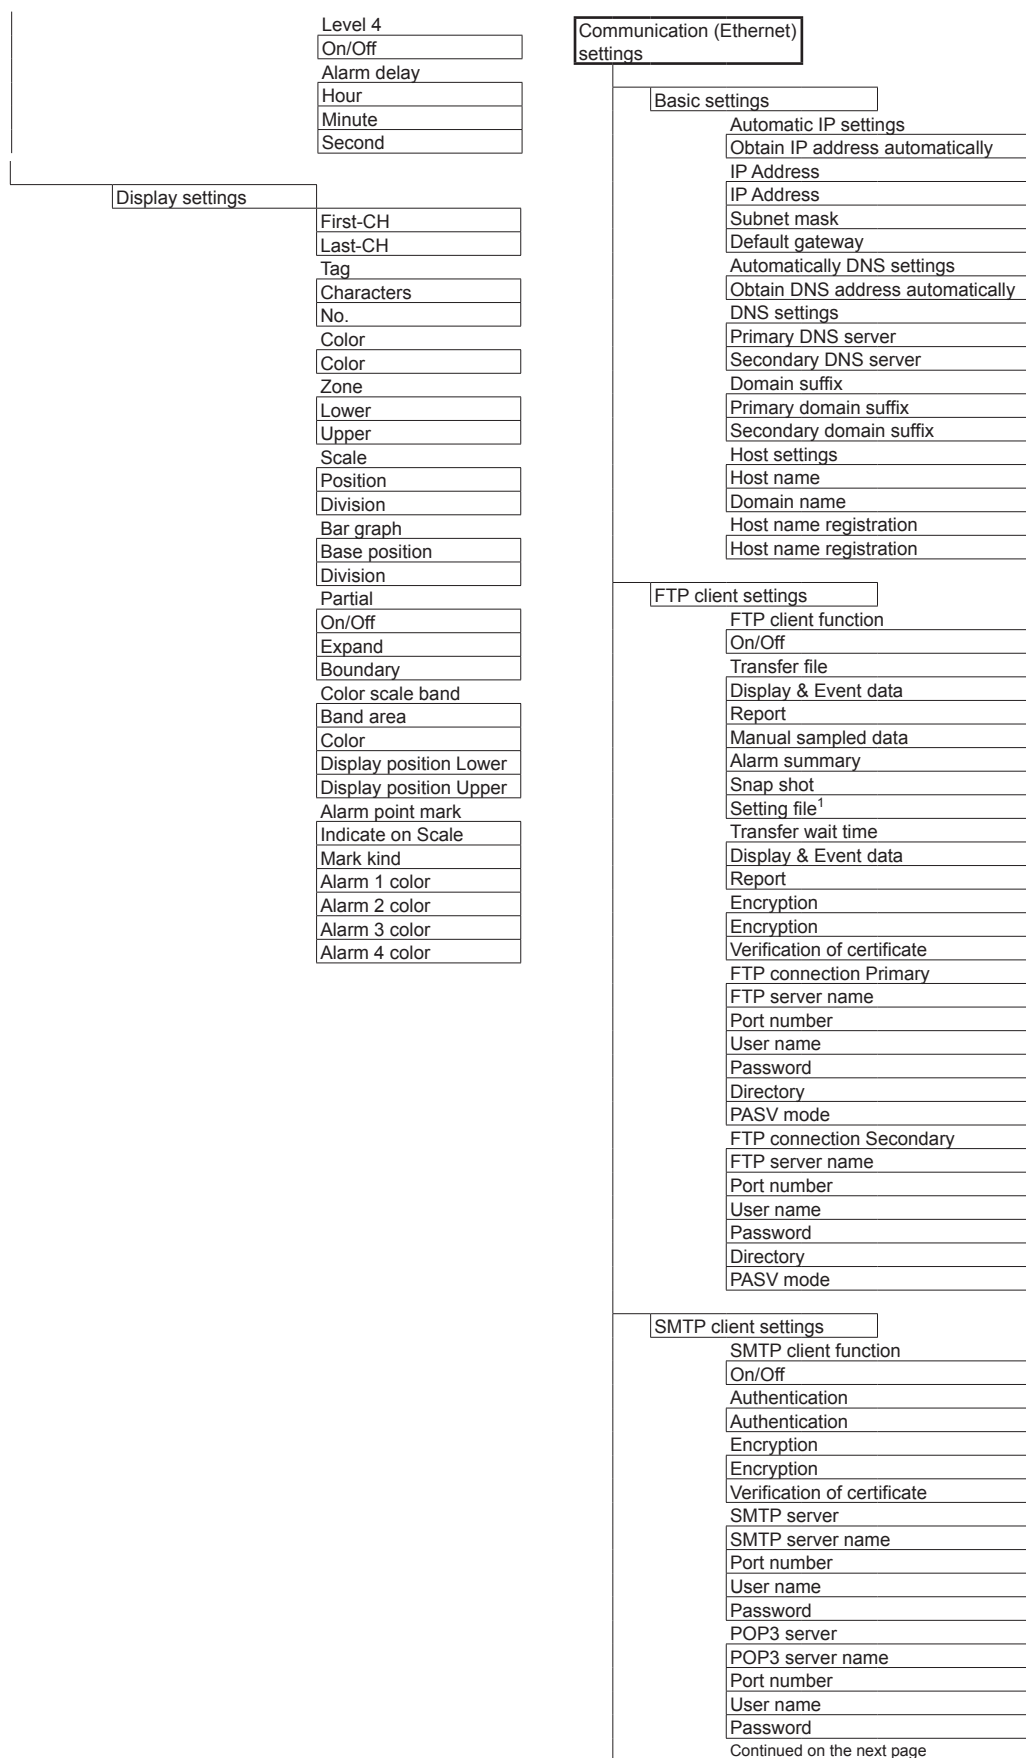 Level 4
On/Off
Alarm delay
Hour
Minute
Second
Display settings
First-CH
Last-CH
Tag
Characters
No.
Color
Color
Zone
Lower
Upper
Scale
Position
Division
Bar graph
Base position
Division
Partial
On/Off
Expand
Boundary
Color scale band
Band area
Color
Display position Lower
Display position Upper
Alarm point mark
Indicate on Scale
Mark kind
Alarm 1 color
Alarm 2 color
Alarm 3 color
Alarm 4 color
Communication (Ethernet)
settings
Basic settings
Automatic IP settings
Obtain IP address automatically
IP Address
IP Address
Subnet mask
Default gateway
Automatically DNS settings
Obtain DNS address automatically
DNS settings
Primary DNS server
Secondary DNS server
Domain suffix
Primary domain suffix
Secondary domain suffix
Host settings
Host name
Domain name
Host name registration
Host name registration
FTP client settings
FTP client function
On/Off
Transfer file
Display & Event data
Report
Manual sampled data
Alarm summary
Snap shot
Setting file1
Transfer wait time
Display & Event data
Report
Encryption
Encryption
Verification of certificate
FTP connection Primary
FTP server name
Port number
User name
Password
Directory
PASV mode
FTP connection Secondary
FTP server name
Port number
User name
Password
Directory
PASV mode
SMTP client settings
SMTP client function
On/Off
Authentication
Authentication
Encryption
Encryption
Verification of certificate
SMTP server
SMTP server name
Port number
User name
Password
POP3 server
POP3 server name
Port number
User name
Password
Continued on the next page